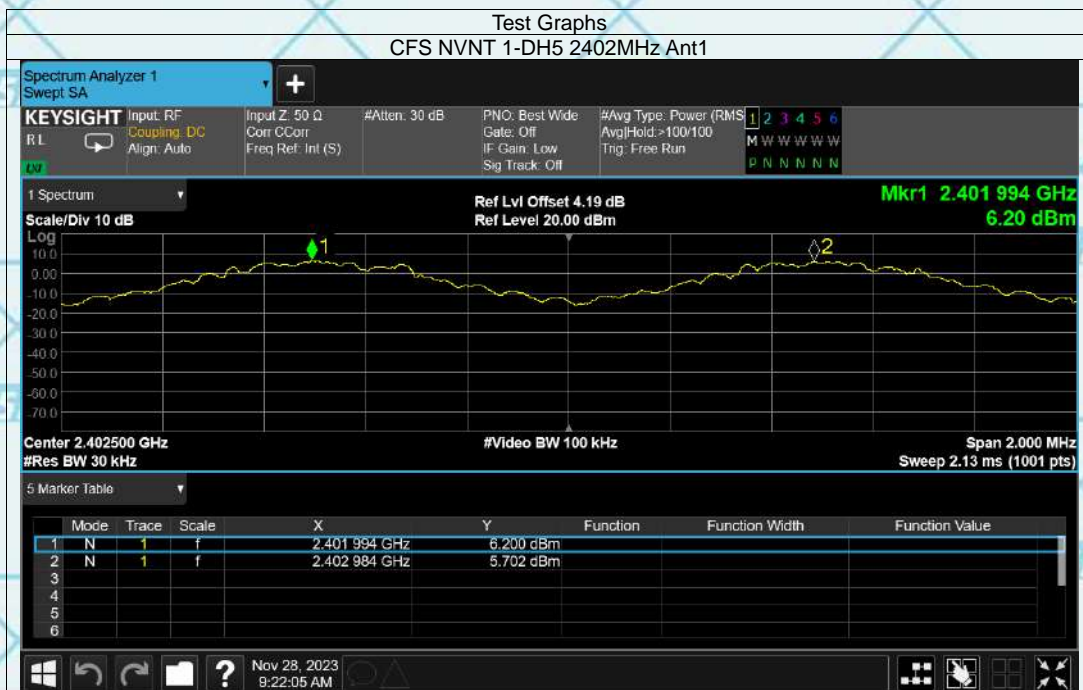 Test Graphs
CFS NVNT 1-DH5 2402MHz Ant1
Spectrum Analyzer 1
Swept SA
+
KEYSIGHT Input: RF Input Z: 50 Ω #Atten: 30 dB PNO: Best Wide #Avg Type: Power (RMS 1 2 3 4 5 6
R L Coupling: DC Corr CCorr Gate: Off Avg|Hold:>100/100 M W W W W W
Align: Auto Freq Ref: Int (S) IF Gain: Low Trig: Free Run
Sig Track: Off P N N N N N
1 Spectrum Ref Lvl Offset 4.19 dB Mkr1 2.401 994 GHz
Scale/Div 10 dB Ref Level 20.00 dBm 6.20 dBm
Log
10.0
0.00
-10.0
-20.0
-30.0
-40.0
-50.0
-60.0
-70.0
1
2
Center 2.402500 GHz #Video BW 100 kHz Span 2.000 MHz
#Res BW 30 kHz Sweep 2.13 ms (1001 pts)
5 Marker Table
Mode Trace Scale X Y Function Function Width Function Value
1 N 1 f 2.401 994 GHz 6.200 dBm
2 N 1 f 2.402 984 GHz 5.702 dBm
3
4
5
6
? Nov 28, 2023
9:22:05 AM